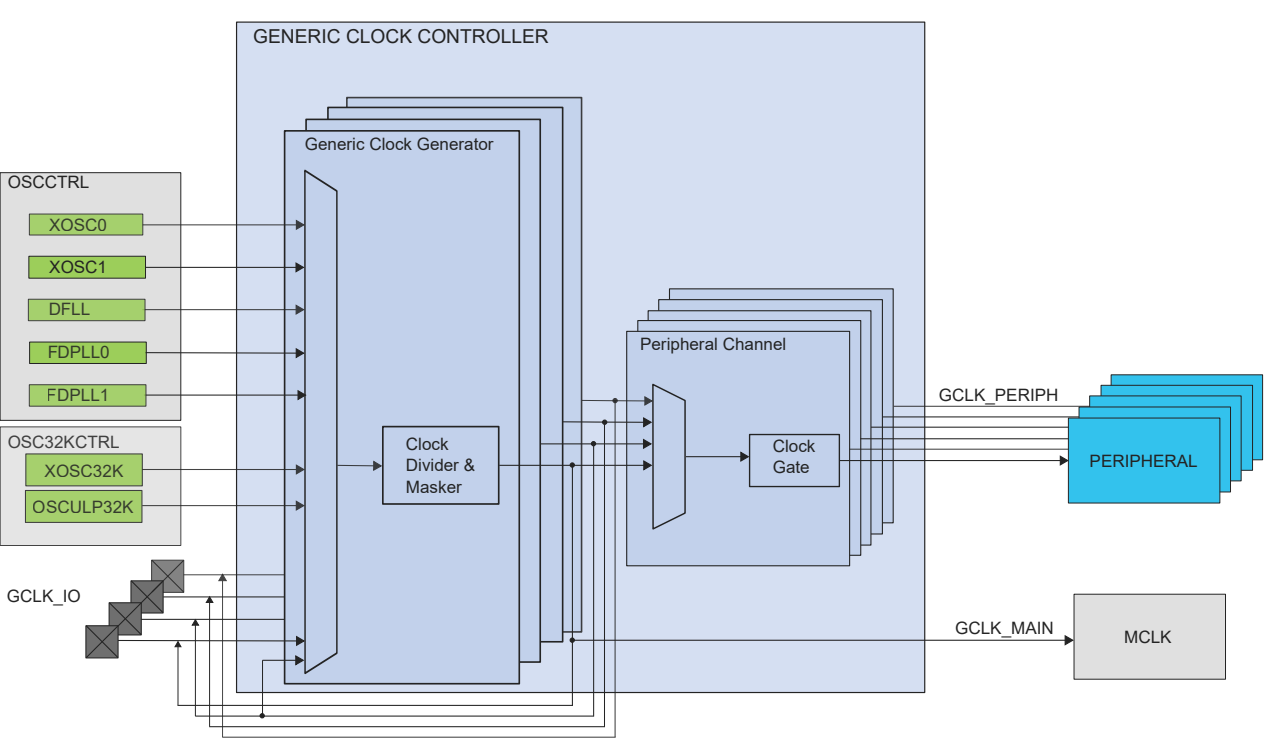 GENERIC CLOCK CONTROLLER
Generic Clock Generator
OSCCTRL
XOSC0
XOSC1
DFLL
FDPLL0
FDPLL1
OSC32KCTRL
XOSC32K
OSCULP32K
GCLK_IO
Clock
Divider &
Masker
Peripheral Channel
Clock
Gate
GCLK_PERIPH
PERIPHERAL
GCLK_MAIN
MCLK